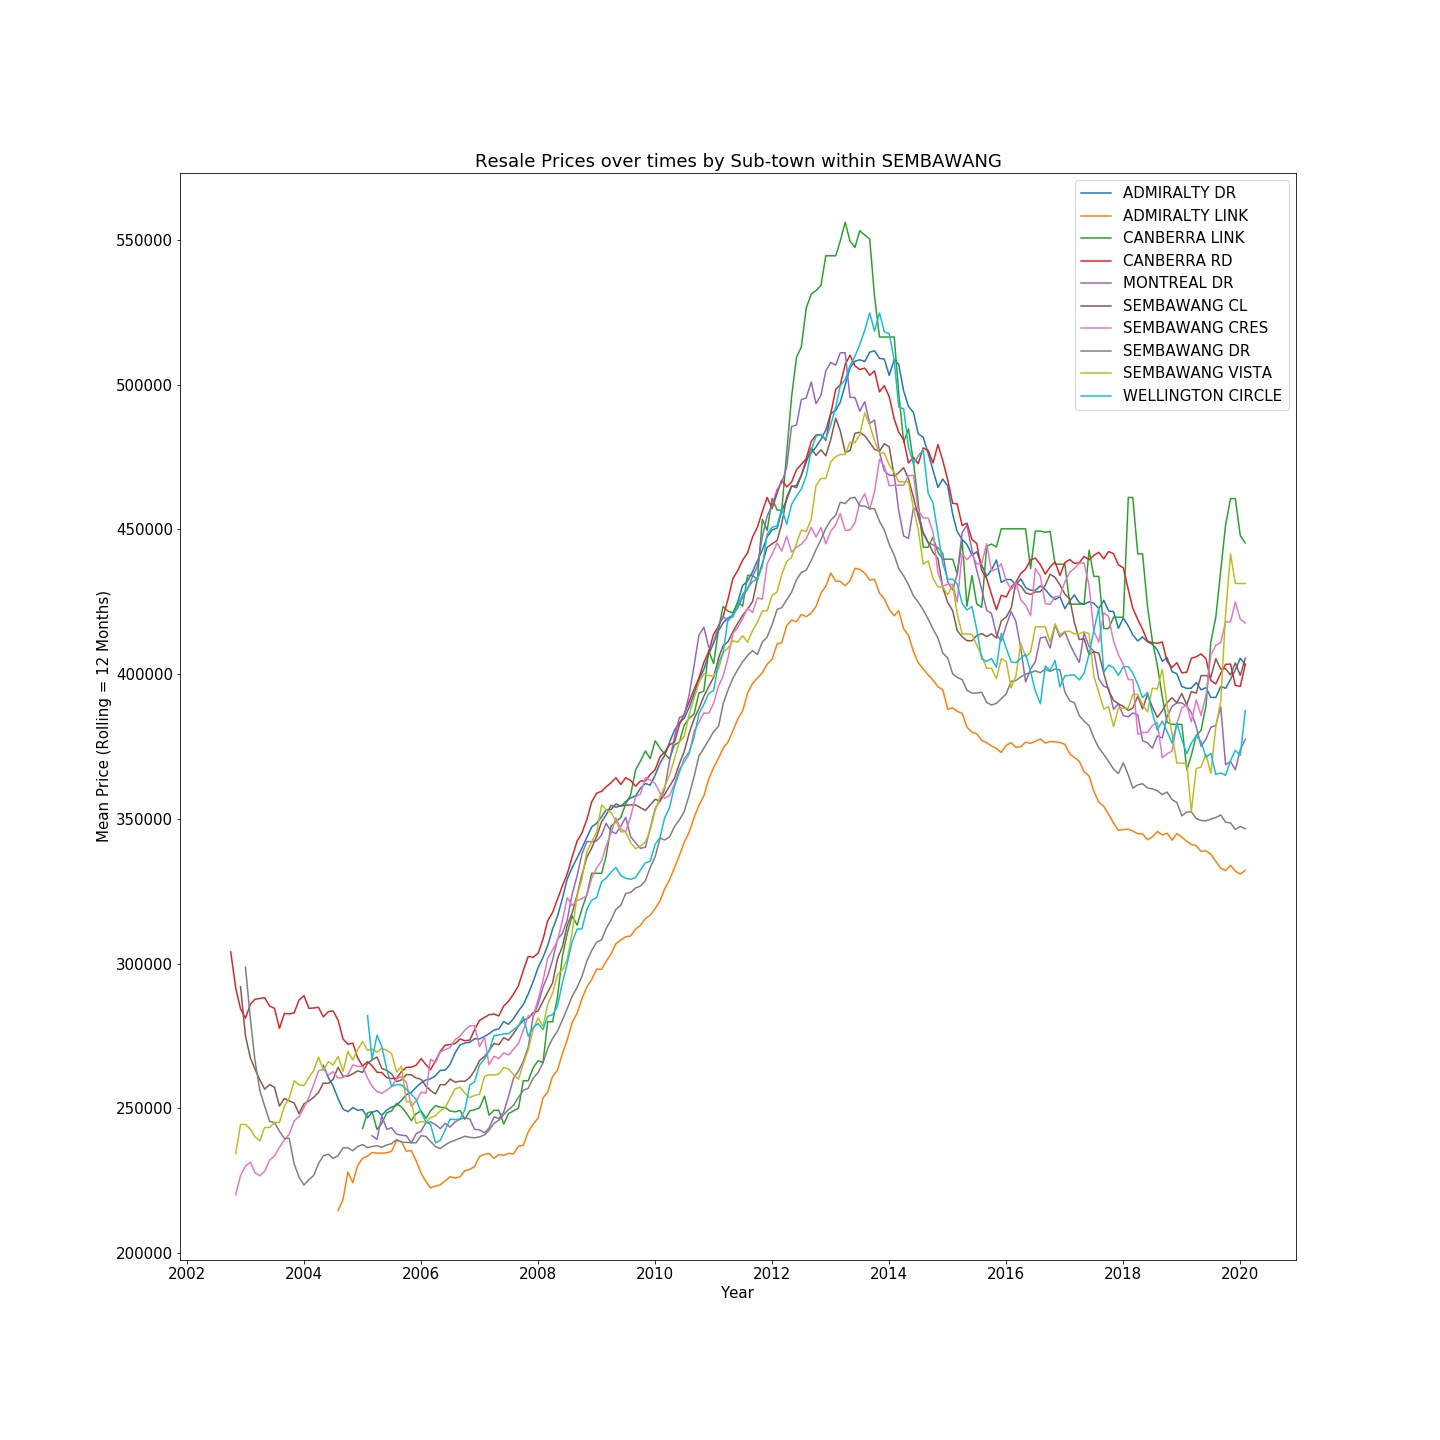 Resale Prices over times by Sub-town within SEMBAWANG
ADMIRALTY DR
ADMIRALTY LINK
CANBERRA LINK
CANBERRA RD
MONTREAL DR
SEMBAWANG CL
SEMBAWANG CRES
SEMBAWANG DR
SEMBAWANG VISTA
WELLINGTON CIRCLE
Mean Price (Rolling = 12 Months)
550000
500000
450000
400000
350000
300000
250000
200000
2002 2004 2006 2008 2010 2012 2014 2016 2018 2020
Year